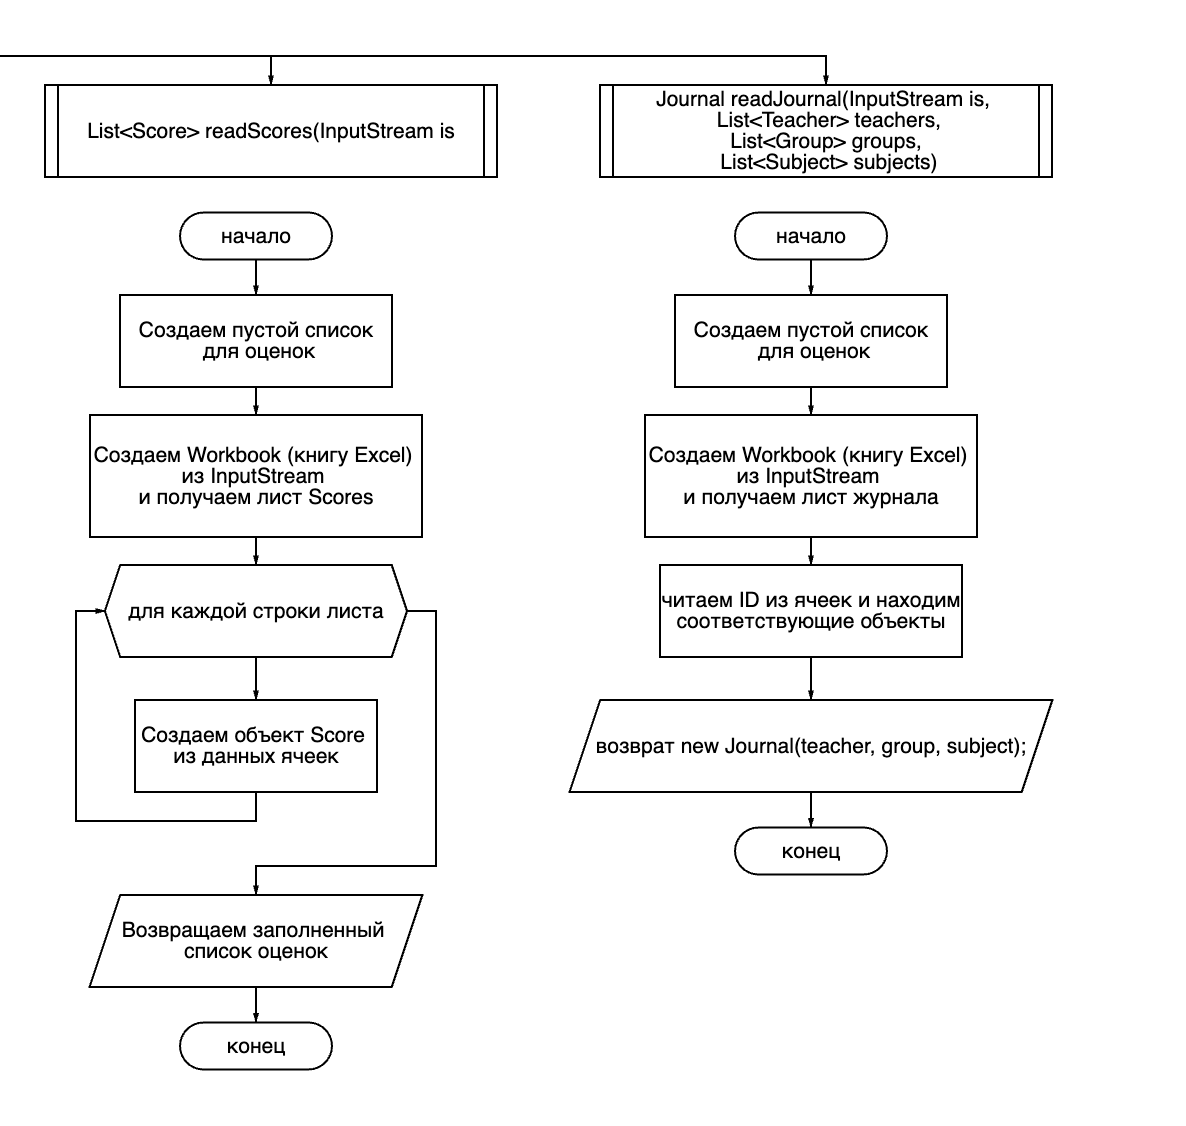 List<Score> readScores(InputStream is
начало
Создаем пустой список
для оценок
Создаем Workbook (книгу Excel)
из InputStream
и получаем лист Scores
для каждой строки листа
Создаем объект Score
из данных ячеек
Возвращаем заполненный
список оценок
конец
Journal readJournal(InputStream is,
List<Teacher> teachers,
List<Group> groups,
List<Subject> subjects)
начало
Создаем пустой список
для оценок
Создаем Workbook (книгу Excel)
из InputStream
и получаем лист журнала
читаем ID из ячеек и находим
соответствующие объекты
возврат new Journal(teacher, group, subject);
конец